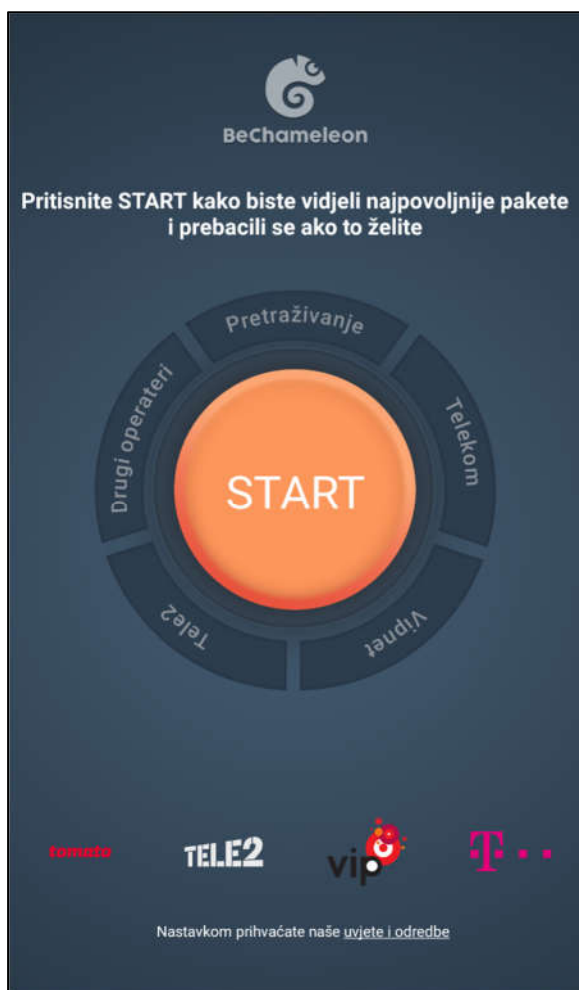 BeChameleon
Pritisnite START kako biste vidjeli najpovoljnije pakete
i prebacili se ako to želite
Pretraživanje
Drugi operateri
Telekom
START
Tele2
Vipnet
tomato
TELE2
vip
T
Nastavkom prihvaćate naše uvjete i odredbe